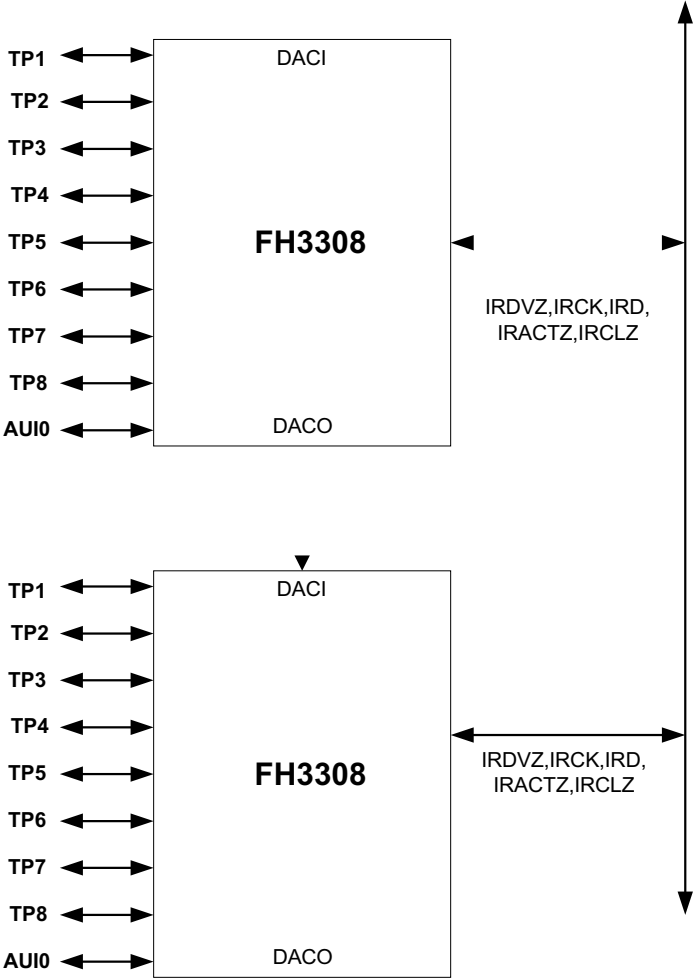 DACI
TP1
TP2
TP3
TP4
TP5
FH3308
TP6
IRDVZ,IRCK,IRD,
IRACTZ,IRCLZ
TP7
TP8
AUI0
DACO
DACI
TP1
TP2
TP3
TP4
TP5
FH3308
IRDVZ,IRCK,IRD,
IRACTZ,IRCLZ
TP6
TP7
TP8
AUI0
DACO